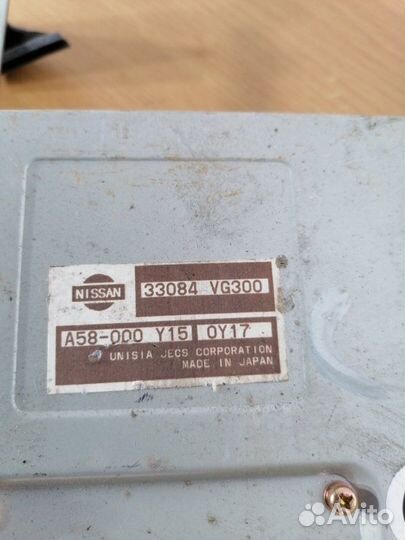 NISSAN
33084 VG300
A58-000 Y15 0Y17
UNISIA JECS CORPORATION
MADE IN JAPAN
Avito